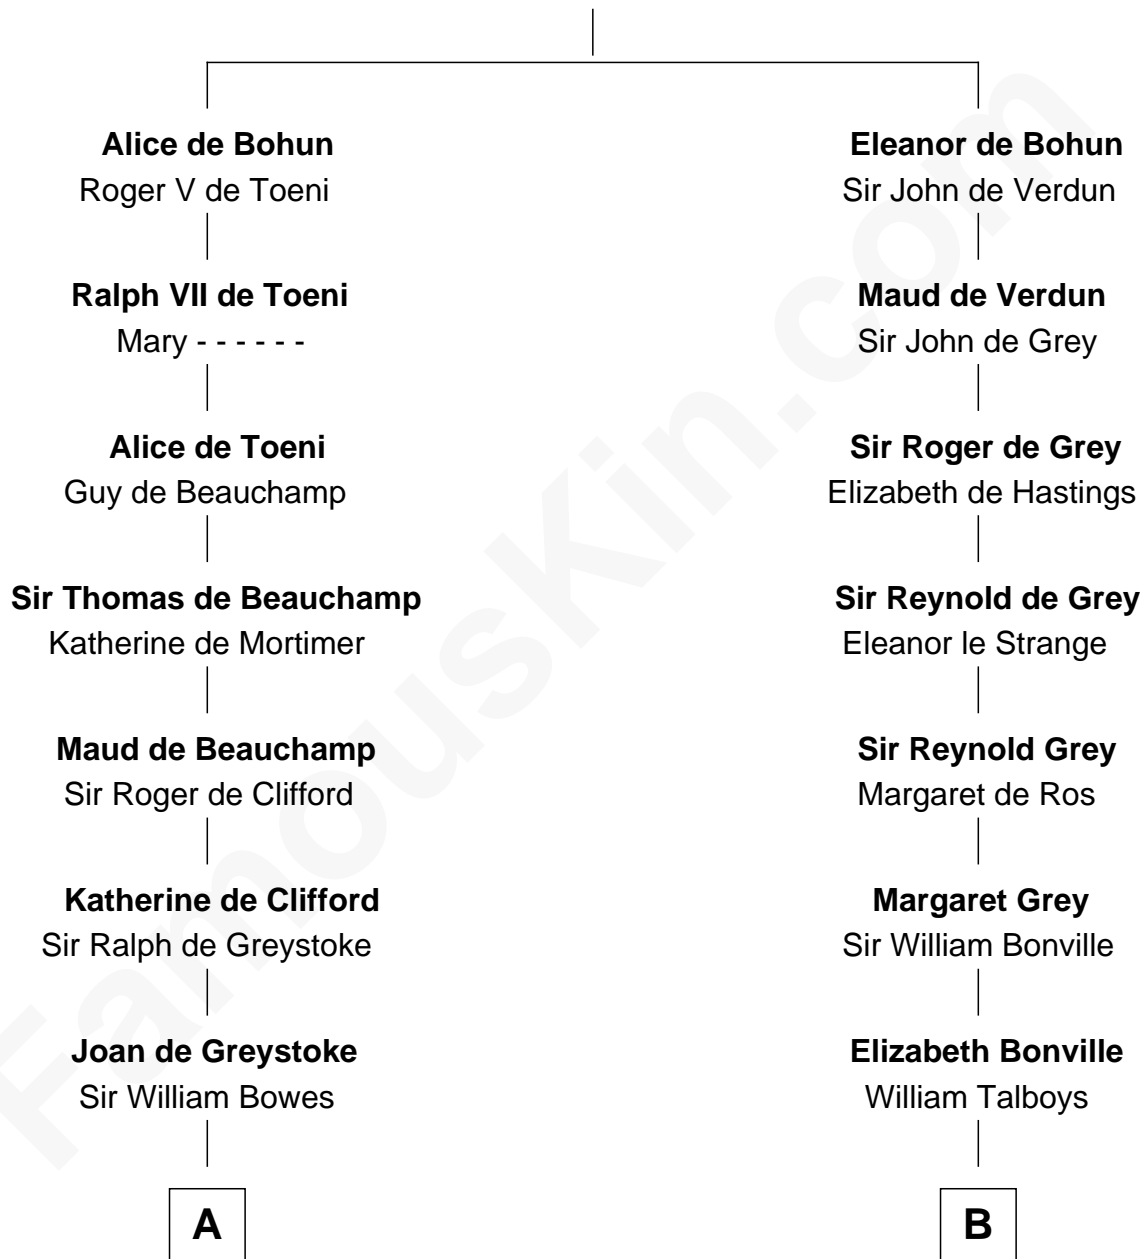 Alice de Bohun
Roger V de Toeni
Ralph VII de Toeni
Mary - - - - - -
Alice de Toeni
Guy de Beauchamp
Sir Thomas de Beauchamp
Katherine de Mortimer
Maud de Beauchamp
Sir Roger de Clifford
Katherine de Clifford
Sir Ralph de Greystoke
Joan de Greystoke
Sir William Bowes
A
Eleanor de Bohun
Sir John de Verdun
Maud de Verdun
Sir John de Grey
Sir Roger de Grey
Elizabeth de Hastings
Sir Reynold de Grey
Eleanor le Strange
Sir Reynold Grey
Margaret de Ros
Margaret Grey
Sir William Bonville
Elizabeth Bonville
William Talboys
B
FamousKin.com